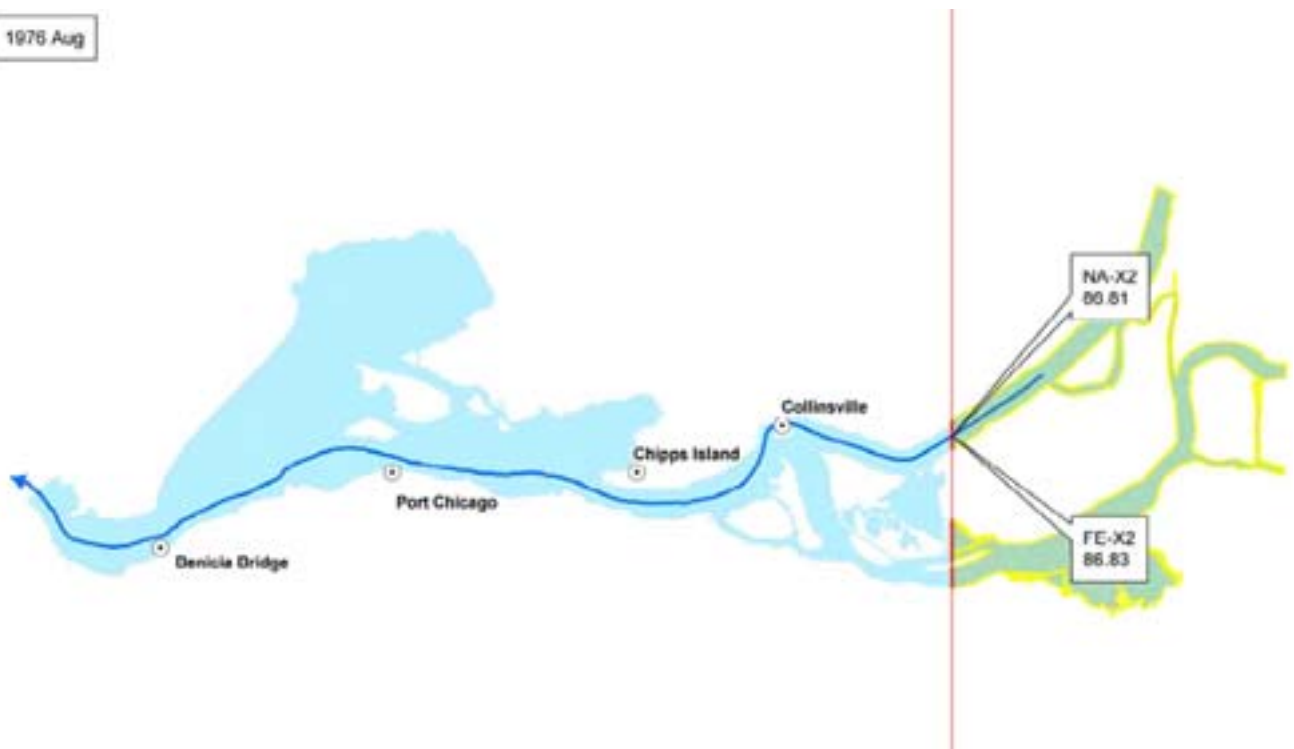 1976 Aug
NA-X2
86.81
Collinsville
Chipps Island
Port Chicago
FE-X2
86.83
Benicia Bridge